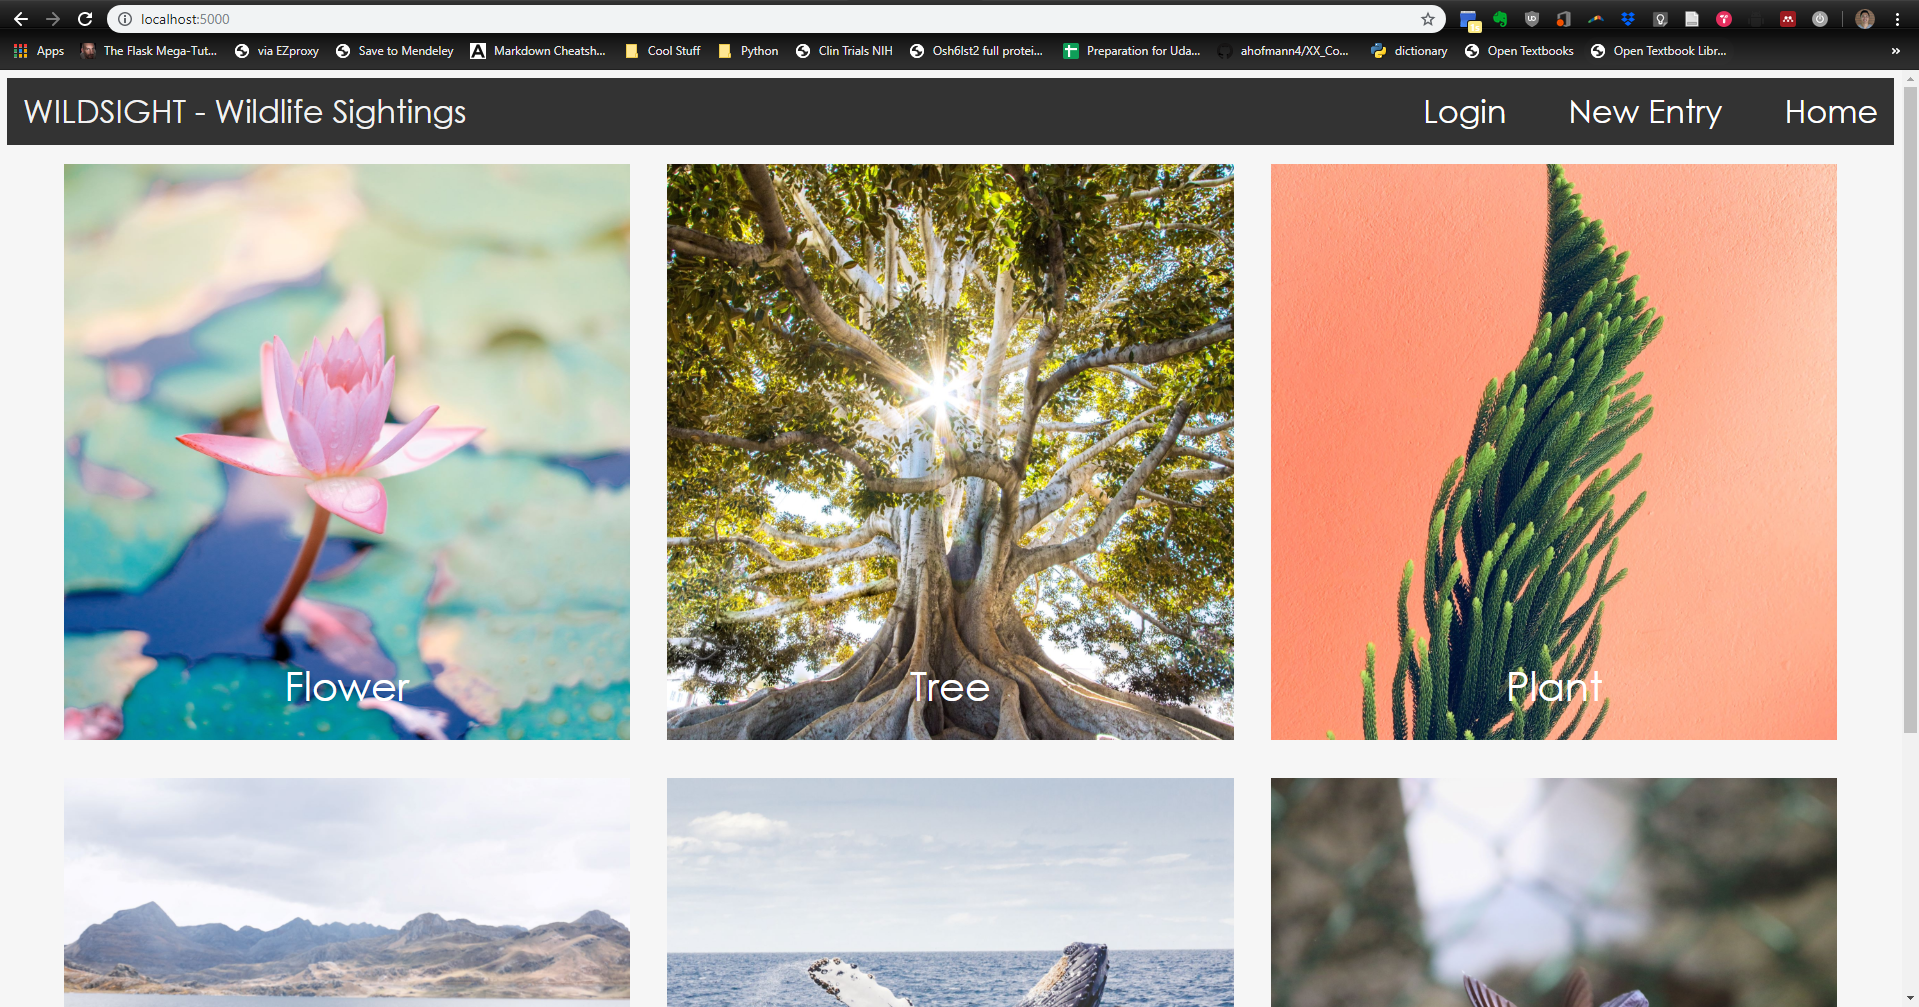 localhost:5000
Apps
The Flask Mega-Tut...
via EZproxy
Save to Mendeley
Markdown Cheatsh...
Cool Stuff
Python
Clin Trials NIH
Osh6lst2 full protei...
Preparation for Uda...
ahofmann4/XX_Co...
dictionary
Open Textbooks
Open Textbook Libr...
»
WILDSIGHT - Wildlife Sightings
Login
New Entry
Home
Flower
Tree
Plant